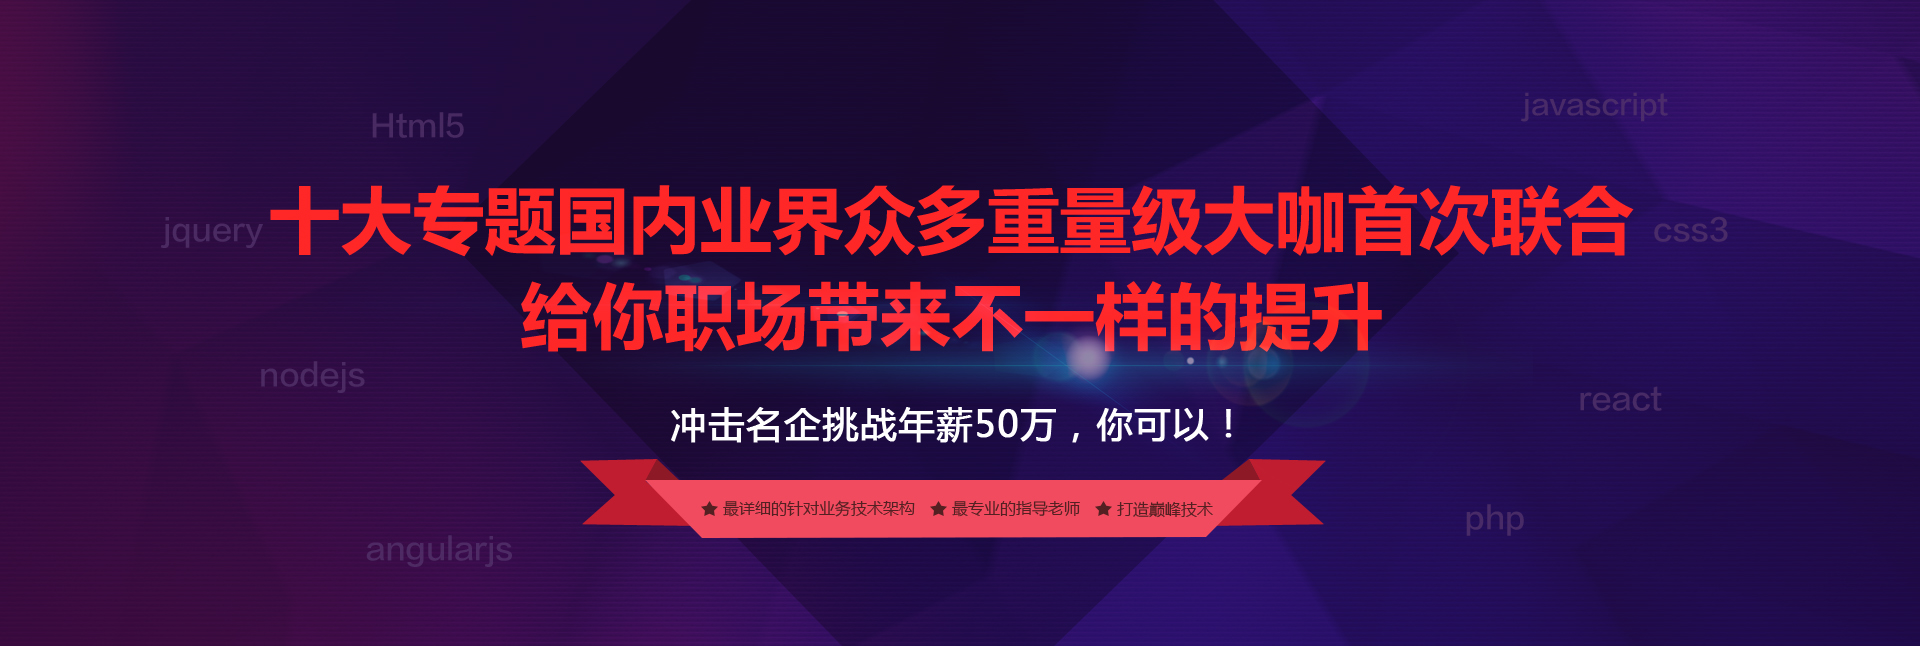 javascript
Html5
jquery
十大专题国内业界众多重量级大咖首次联合
css3
给你职场带来不一样的提升
nodejs
react
冲击名企挑战年薪50万，你可以！
★ 最详细的针对业务技术架构 ★ 最专业的指导老师 ★ 打造巅峰技术
php
angularjs